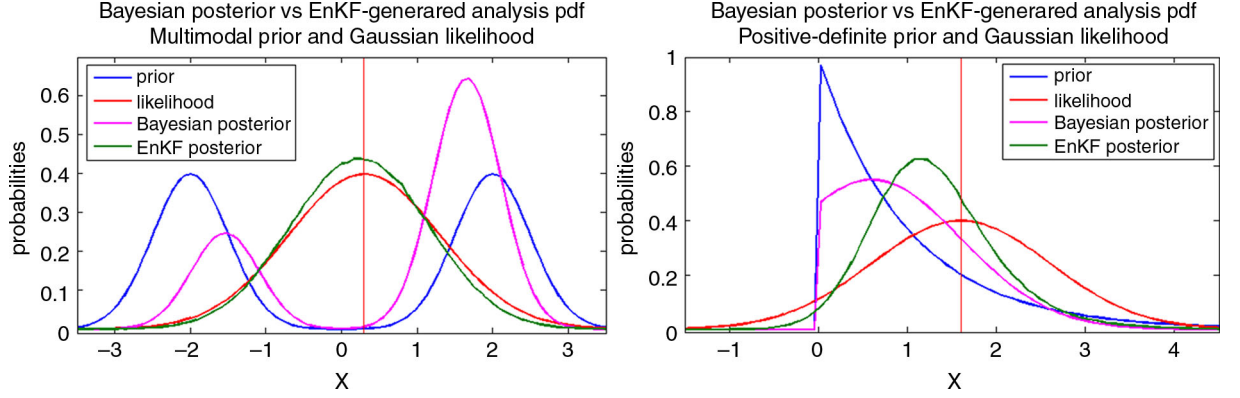 Bayesian posterior vs EnKF-generared analysis pdf
Multimodal prior and Gaussian likelihood
prior
likelihood
Bayesian posterior
EnKF posterior
probabilities
0.6
0.5
0.4
0.3
0.2
0.1
0
−3
−2
−1
0
1
2
3
X
Bayesian posterior vs EnKF-generared analysis pdf
Positive-definite prior and Gaussian likelihood
prior
likelihood
Bayesian posterior
EnKF posterior
probabilities
1
0.8
0.6
0.4
0.2
0
−1
0
1
2
3
4
X